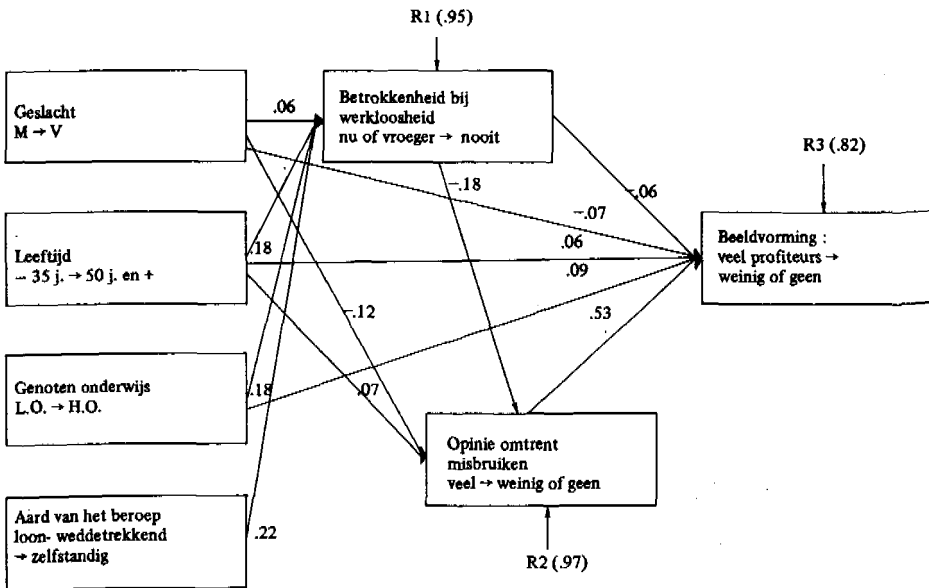 R1 (.95)
Geslacht
M → V
.06
Betrokkenheid bij
werkloosheid
nu of vroeger → nooit
R3 (.82)
−.18
−.06
−.07
Leeftijd
− 35 j. → 50 j. en +
.18
.06
.09
Beeldvorming :
veel profiteurs →
weinig of geen
−.12
.53
Genoten onderwijs
L.O. → H.O.
.18
.07
Opinie omtrent
misbruiken
veel → weinig of geen
Aard van het beroep
loon- weddetrekkend
→ zelfstandig
.22
R2 (.97)